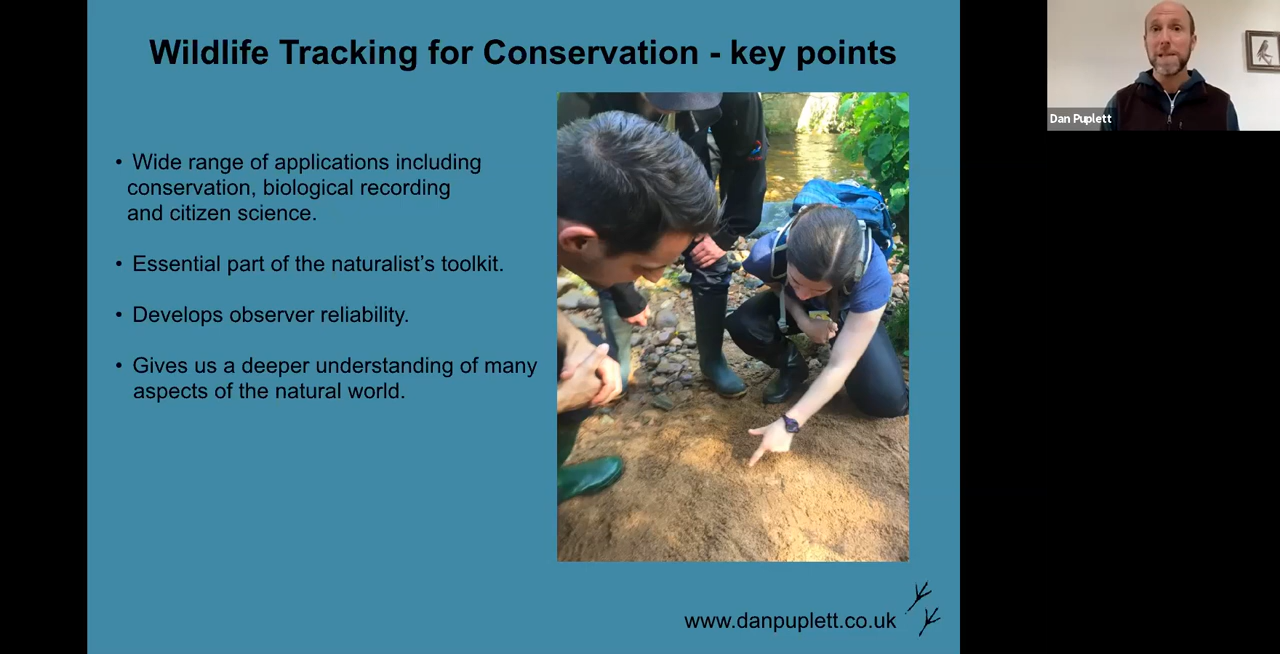 Wildlife Tracking for Conservation - key points
• Wide range of applications including
conservation, biological recording
and citizen science.
• Essential part of the naturalist’s toolkit.
• Develops observer reliability.
• Gives us a deeper understanding of many
aspects of the natural world.
www.danpuplett.co.uk
Dan Puplett